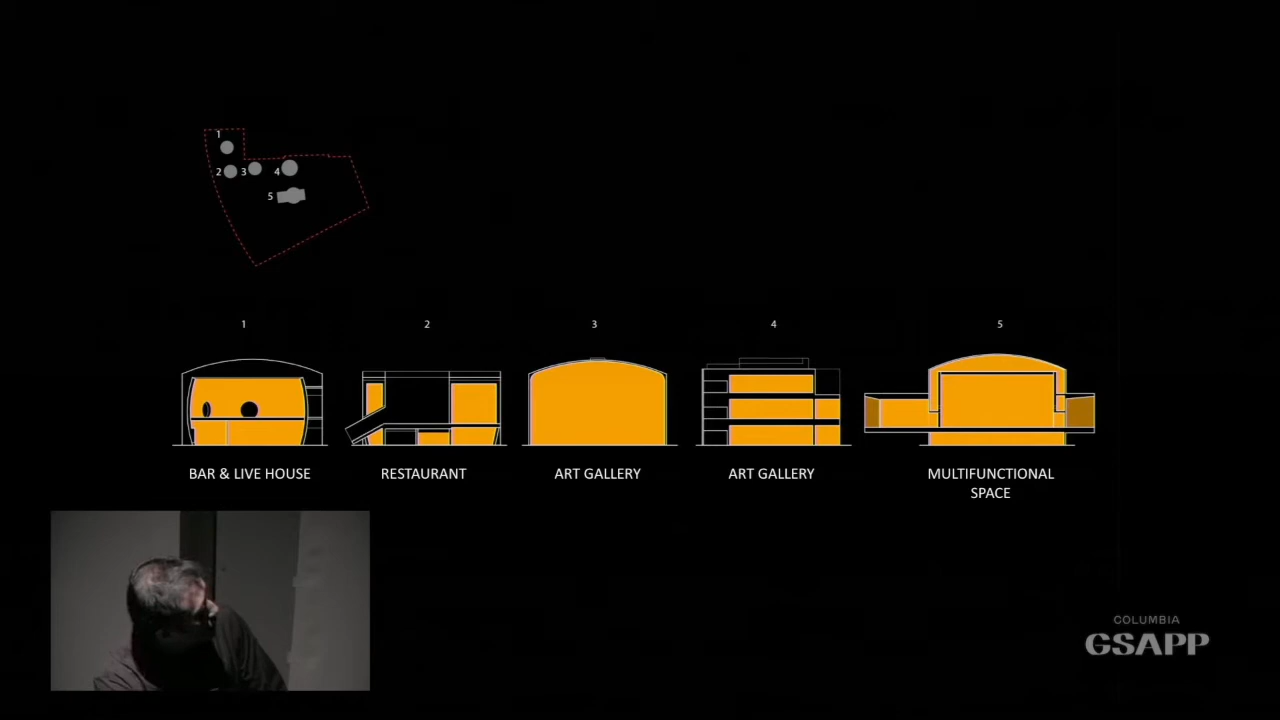 1
2
3
4
5
1
2
3
4
5
BAR & LIVE HOUSE
RESTAURANT
ART GALLERY
ART GALLERY
MULTIFUNCTIONAL
SPACE
COLUMBIA
GSAPP